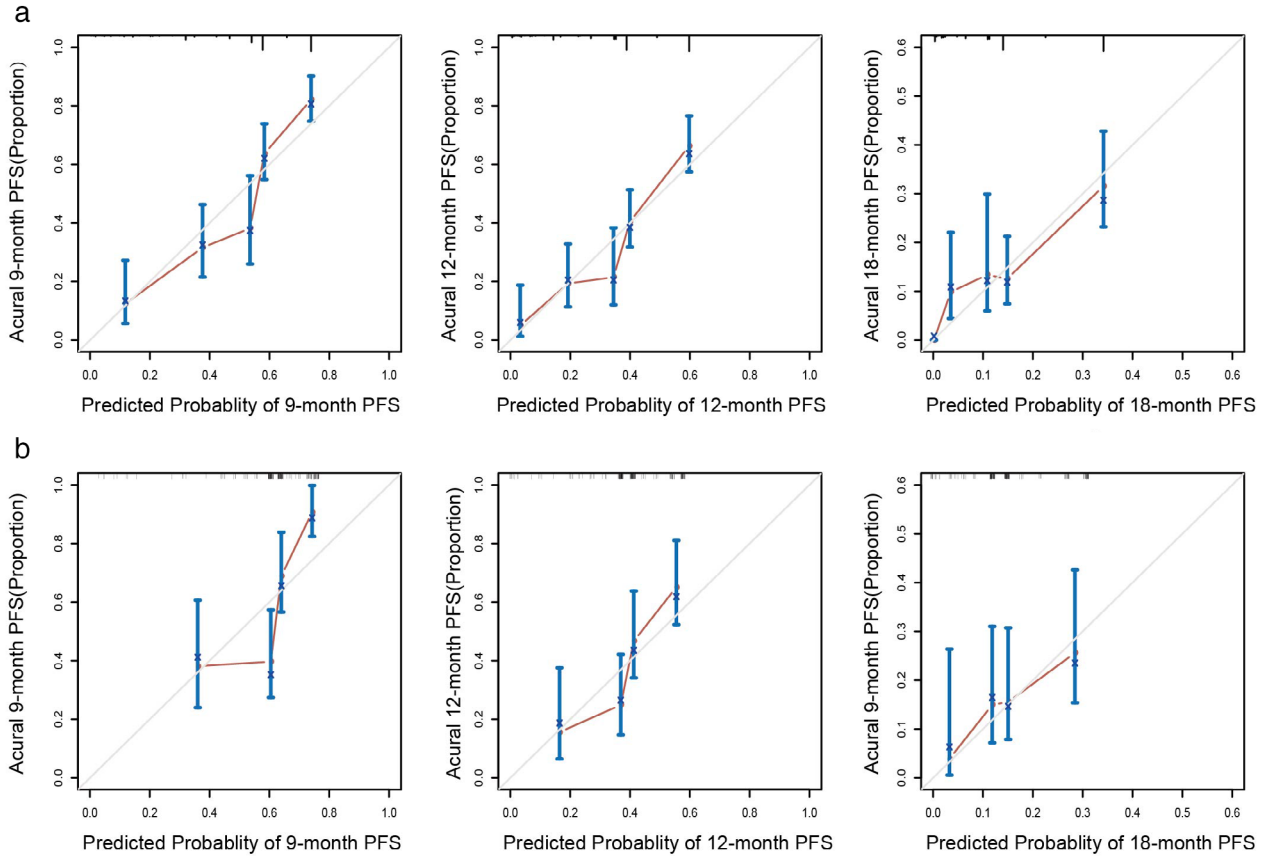 a
Acural 9-month PFS(Proportion)
1.0
0.8
0.6
0.4
0.2
0.0
0.0 0.2 0.4 0.6 0.8 1.0
Predicted Probablity of 9-month PFS
Acural 12-month PFS(Proportion)
1.0
0.8
0.6
0.4
0.2
0.0
0.0 0.2 0.4 0.6 0.8 1.0
Predicted Probablity of 12-month PFS
Acural 18-month PFS(Proportion)
0.6
0.5
0.4
0.3
0.2
0.1
0.0
0.0 0.1 0.2 0.3 0.4 0.5 0.6
Predicted Probablity of 18-month PFS
b
Acural 9-month PFS(Proportion)
1.0
0.8
0.6
0.4
0.2
0.0
0.0 0.2 0.4 0.6 0.8 1.0
Predicted Probablity of 9-month PFS
Acural 12-month PFS(Proportion)
1.0
0.8
0.6
0.4
0.2
0.0
0.0 0.2 0.4 0.6 0.8 1.0
Predicted Probablity of 12-month PFS
Acural 9-month PFS(Proportion)
0.6
0.5
0.4
0.3
0.2
0.1
0.0
0.0 0.1 0.2 0.3 0.4 0.5 0.6
Predicted Probablity of 18-month PFS